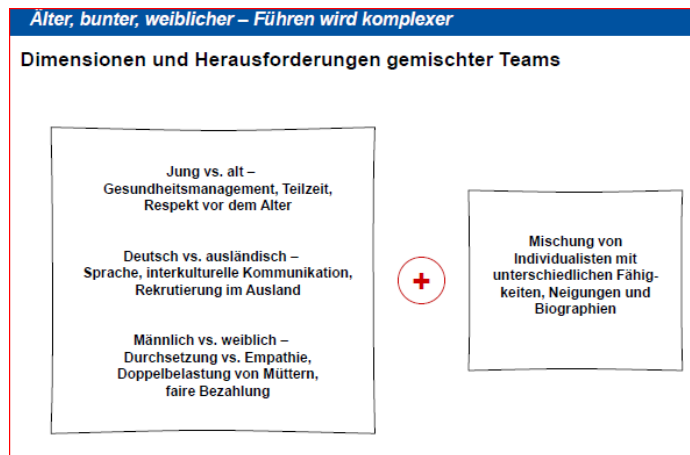 Älter, bunter, weiblicher – Führen wird komplexer
Dimensionen und Herausforderungen gemischter Teams
Jung vs. alt –
Gesundheitsmanagement, Teilzeit,
Respekt vor dem Alter
Deutsch vs. ausländisch –
Sprache, interkulturelle Kommunikation,
Rekrutierung im Ausland
Männlich vs. weiblich –
Durchsetzung vs. Empathie,
Doppelbelastung von Müttern,
faire Bezahlung
+
Mischung von
Individualisten mit
unterschiedlichen Fähig-
keiten, Neigungen und
Biographien